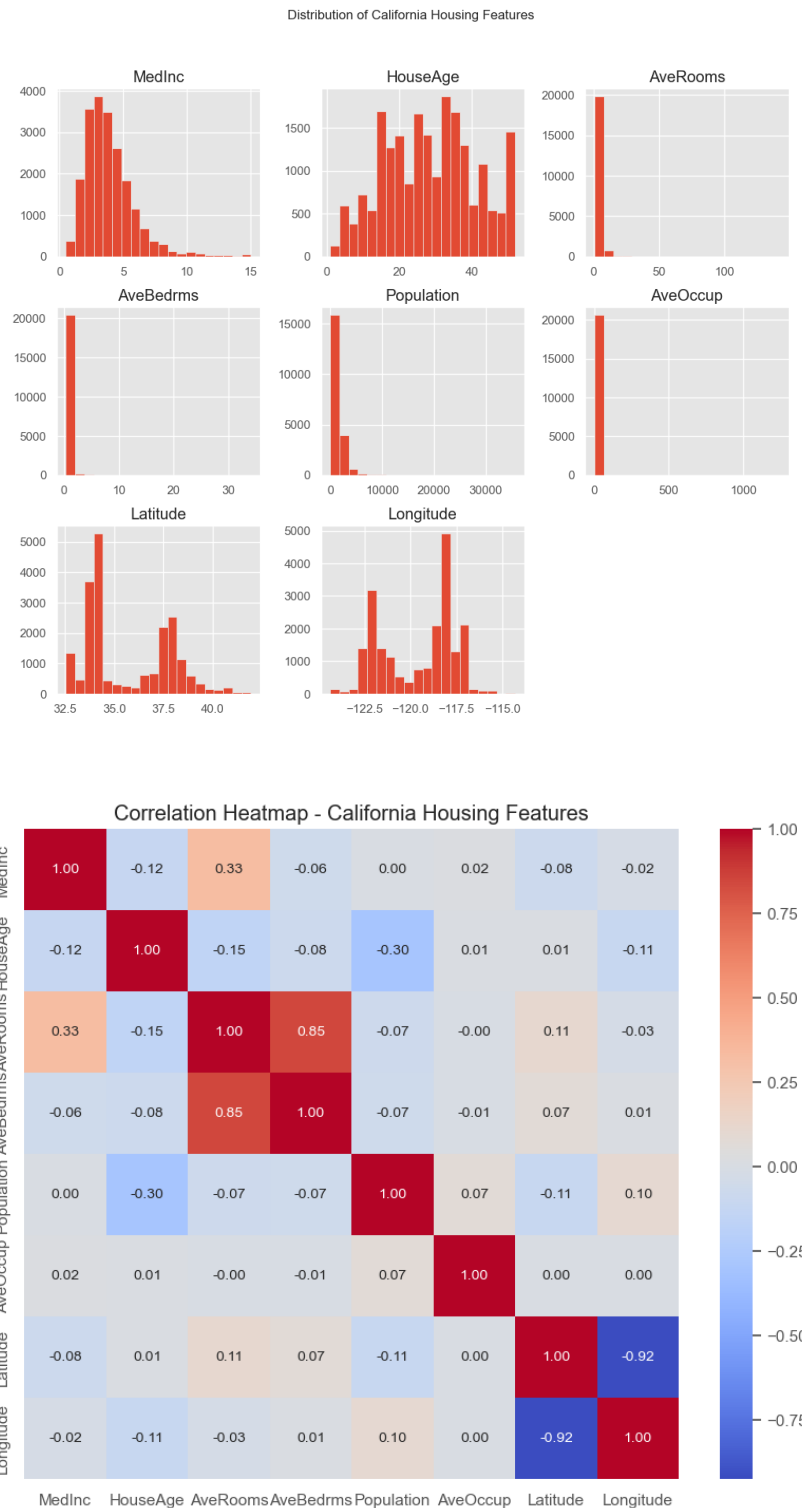 Distribution of California Housing Features
MedInc HouseAge AveRooms
4000
3000
2000
1000
0
0 5 10 15
1500
1000
500
0
0 20 40
20000
15000
10000
5000
0
0 50 100
AveBedrms Population AveOccup
20000
15000
10000
5000
0
0 10 20 30
15000
10000
5000
0
0 10000 20000 30000
20000
15000
10000
5000
0
0 500 1000
Latitude Longitude
5000
4000
3000
2000
1000
0
32.5 35.0 37.5 40.0
5000
4000
3000
2000
1000
0
−122.5 −120.0 −117.5 −115.0
Correlation Heatmap - California Housing Features
MedInc 1.00 -0.12 0.33 -0.06 0.00 0.02 -0.08 -0.02
HouseAge -0.12 1.00 -0.15 -0.08 -0.30 0.01 0.01 -0.11
AveRooms 0.33 -0.15 1.00 0.85 -0.07 -0.00 0.11 -0.03
AveBedrms -0.06 -0.08 0.85 1.00 -0.07 -0.01 0.07 0.01
Population 0.00 -0.30 -0.07 -0.07 1.00 0.07 -0.11 0.10
AveOccup 0.02 0.01 -0.00 -0.01 0.07 1.00 0.00 0.00
Latitude -0.08 0.01 0.11 0.07 -0.11 0.00 1.00 -0.92
Longitude -0.02 -0.11 -0.03 0.01 0.10 0.00 -0.92 1.00
MedInc HouseAge AveRooms AveBedrms Population AveOccup Latitude Longitude
1.00
0.75
0.50
0.25
0.00
−0.25
−0.50
−0.75